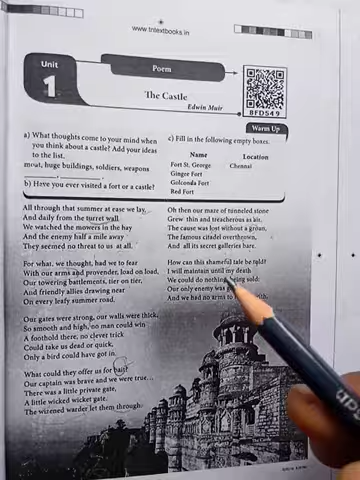 www.tntextbooks.in
Unit
1
Poem
The Castle
Edwin Muir
8FD549
Warm Up
a) What thoughts come to your mind when
you think about a castle? Add your ideas
to the list.
moat, huge buildings, soldiers, weapons
b) Have you ever visited a fort or a castle?
c) Fill in the following empty boxes.
Name Location
Fort St. George Chennai
Gingee Fort
Golconda Fort
Red Fort
All through that summer at ease we lay,
And daily from the turret wall
We watched the mowers in the hay
And the enemy half a mile away
They seemed no threat to us at all.
For what, we thought, had we to fear
With our arms and provender, load on load,
Our towering battlements, tier on tier,
And friendly allies drawing near
On every leafy summer road.
Our gates were strong, our walls were thick,
So smooth and high, no man could win
A foothold there, no clever trick
Could take us dead or quick,
Only a bird could have got in.
What could they offer us for bait?
Our captain was brave and we were true…
There was a little private gate,
A little wicked wicket gate.
The wizened warder let them through.
Oh then our maze of tunneled stone
Grew thin and treacherous as air.
The cause was lost without a groan,
The famous citadel overthrown,
And all its secret galleries bare.
How can this shameful tale be told?
I will maintain until my death
We could do nothing, being sold:
Our only enemy was
And we had no arms to